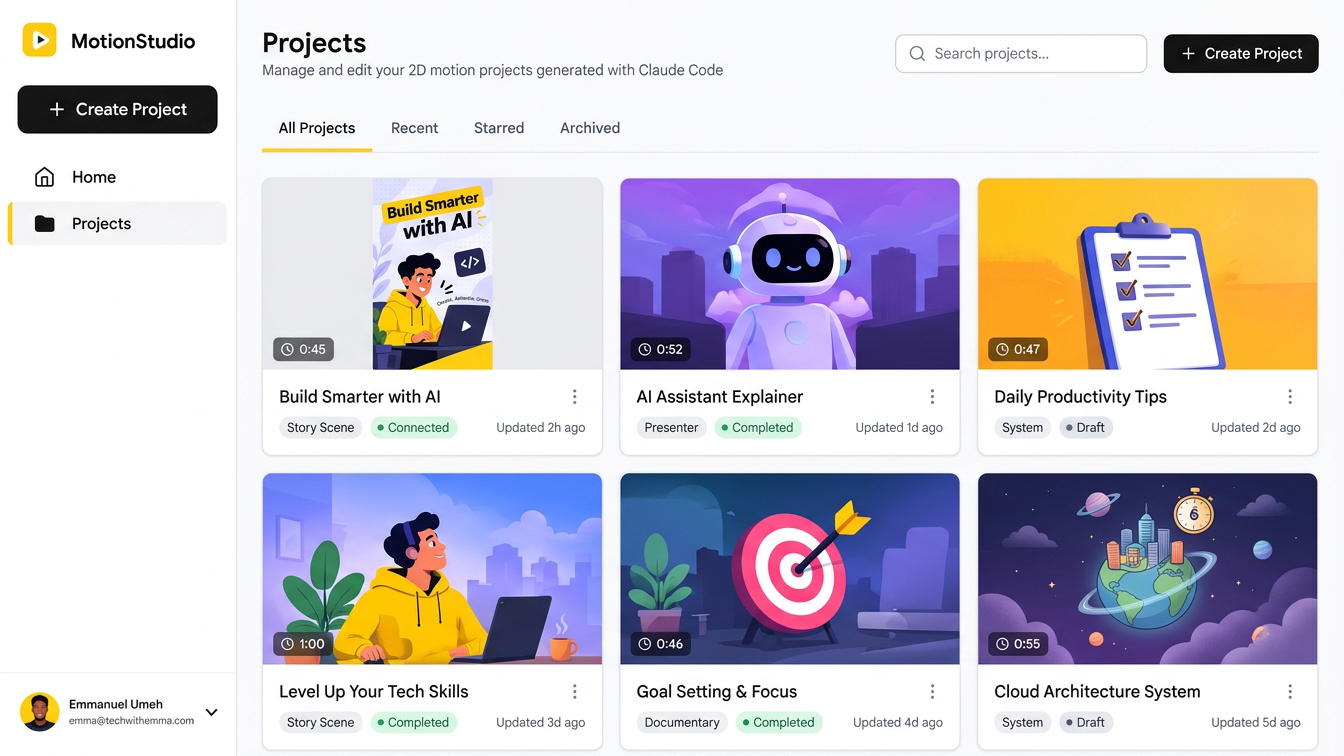 MotionStudio
Create Project
Home
Projects
Emmanuel Umeh
emma@techwithemma.com
Projects
Manage and edit your 2D motion projects generated with Claude Code
Search projects...
Create Project
All Projects
Recent
Starred
Archived
Build Smarter
with AI
</>
0:45
Build Smarter with AI
Story Scene
Connected
Updated 2h ago
0:52
AI Assistant Explainer
Presenter
Completed
Updated 1d ago
0:47
Daily Productivity Tips
System
Draft
Updated 2d ago
1:00
Level Up Your Tech Skills
Story Scene
Completed
Updated 3d ago
0:46
Goal Setting & Focus
Documentary
Completed
Updated 4d ago
6
0:55
Cloud Architecture System
System
Draft
Updated 5d ago